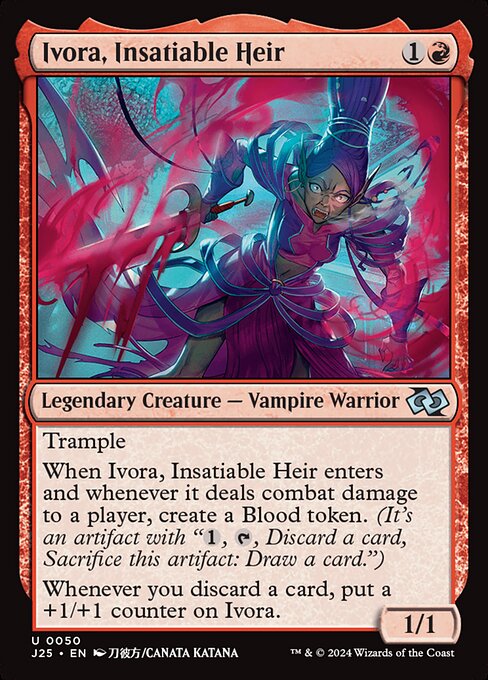 Ivora, Insatiable Heir 1
Legendary Creature — Vampire Warrior
Trample
When Ivora, Insatiable Heir enters
and whenever it deals combat damage
to a player, create a Blood token. (It’s
an artifact with “1, , Discard a card,
Sacrifice this artifact: Draw a card.”)
Whenever you discard a card, put a
+1/+1 counter on Ivora.
1/1
U 0050
J25 • EN 刀彼方/CANATA KATANA
™ & © 2024 Wizards of the Coast